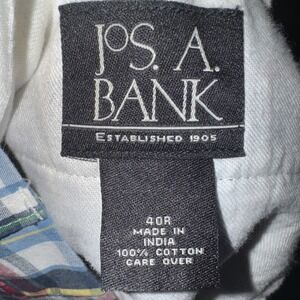 JOS. A.
BANK
ESTABLISHED 1905
40R
MADE IN
INDIA
100% COTTON
CARE OVER